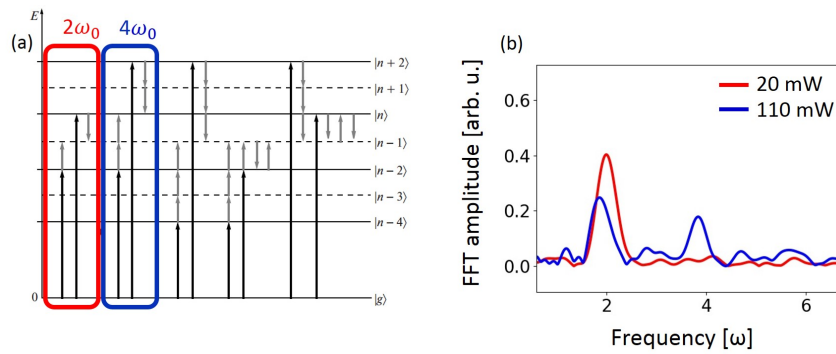 (a)
E
2ω₀
4ω₀
|n + 2⟩
|n + 1⟩
|n⟩
|n − 1⟩
|n − 2⟩
|n − 3⟩
|n − 4⟩
0
|g⟩
(b)
20 mW
110 mW
FFT amplitude [arb. u.]
0.6
0.4
0.2
0.0
2
4
6
Frequency [ω]